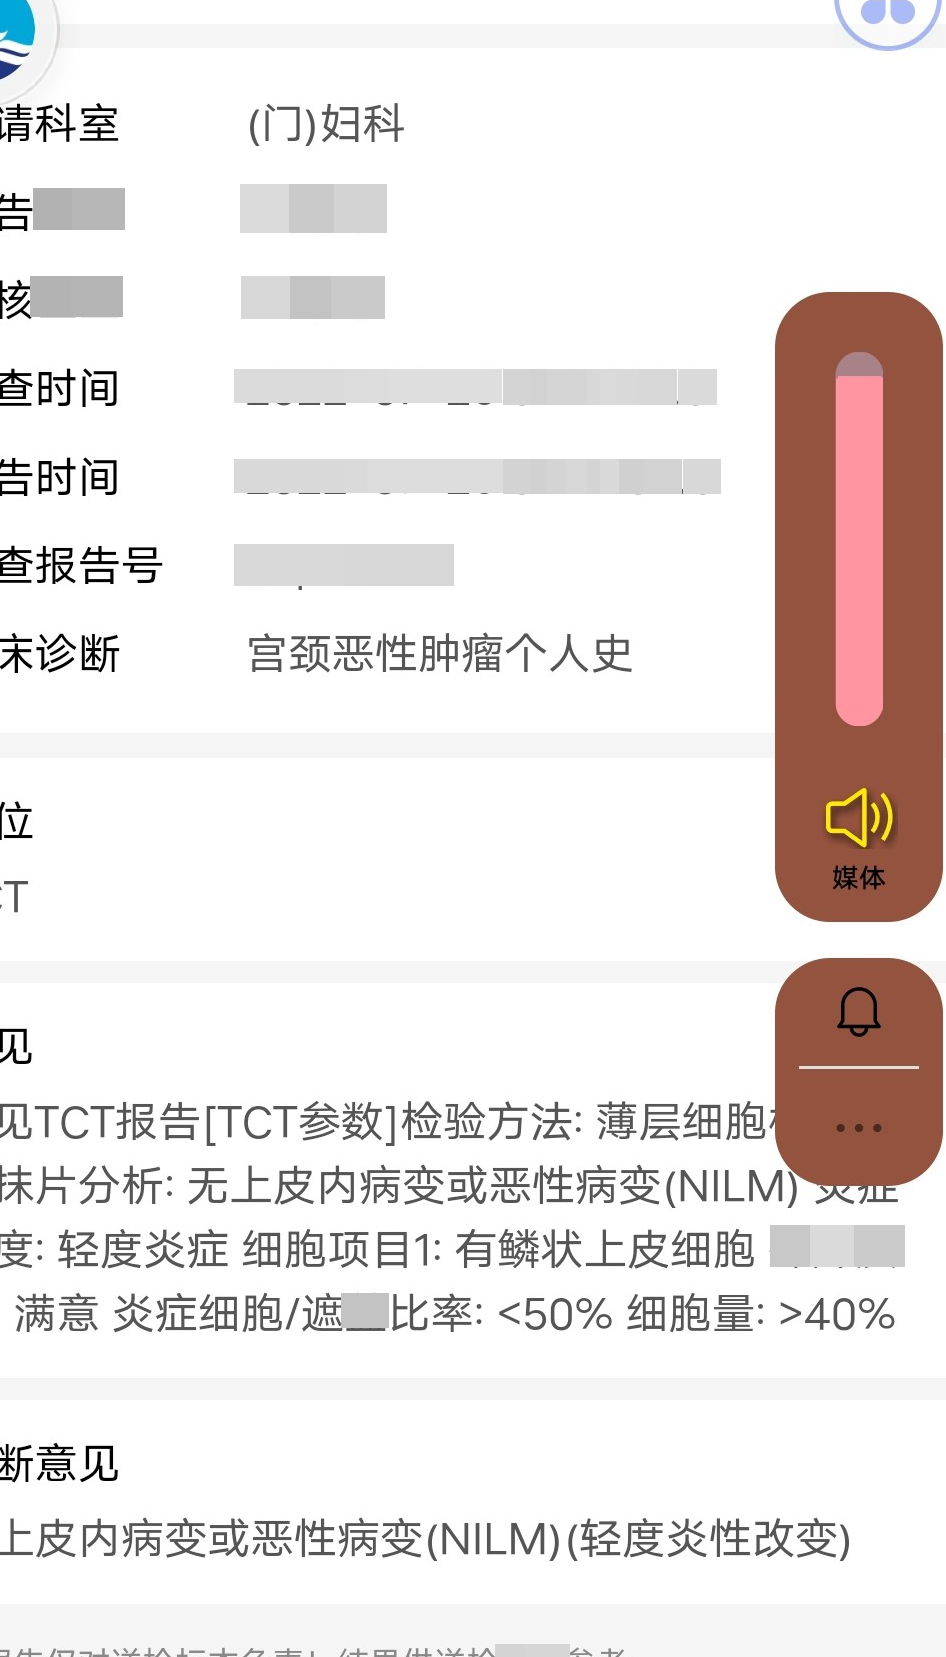 请科室 (门)妇科
告
核
查时间
告时间
查报告号
床诊断 宫颈恶性肿瘤个人史
位
T
媒体
见
见TCT报告[TCT参数]检验方法: 薄层细胞
抹片分析: 无上皮内病变或恶性病变(NILM) 炎症
度: 轻度炎症 细胞项目1: 有鳞状上皮细胞
满意 炎症细胞/遮 比率: <50% 细胞量: >40%
断意见
上皮内病变或恶性病变(NILM)(轻度炎性改变)